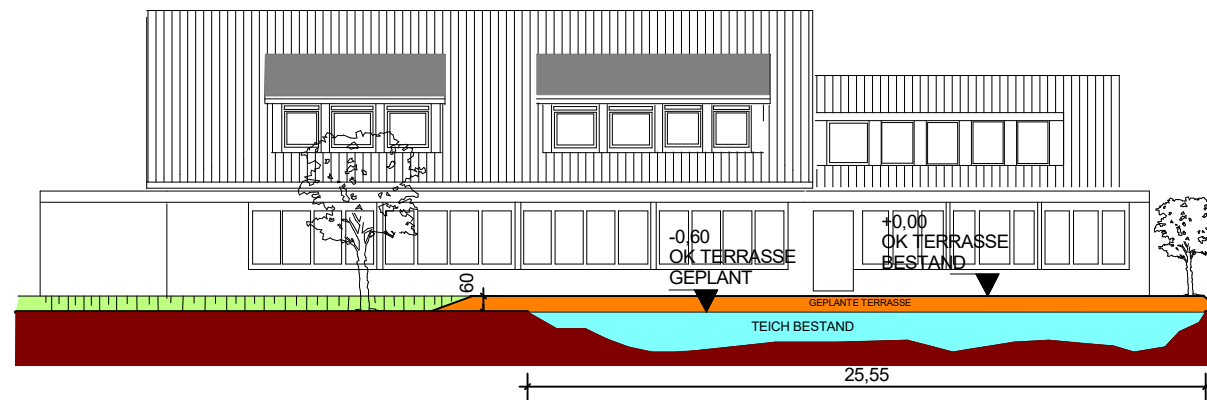 +0,00
OK TERRASSE
BESTAND
-0,60
OK TERRASSE
GEPLANT
60
GEPLANTE TERRASSE
TEICH BESTAND
25,55